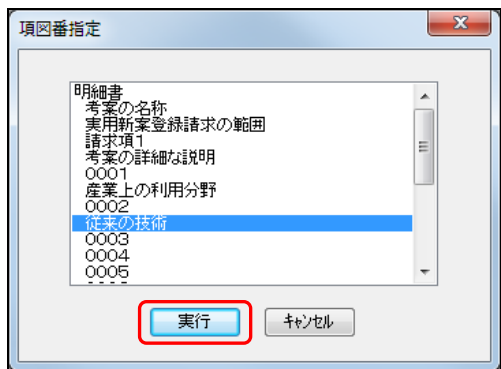 項図番指定
明細書
考案の名称
実用新案登録請求の範囲
請求項1
考案の詳細な説明
0001
産業上の利用分野
0002
従来の技術
0003
0004
0005
実行
キャンセル